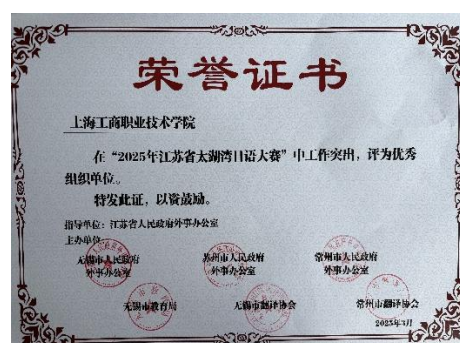 荣誉证书
上海工商职业技术学院
在“2025年江苏省太湖湾日语大赛”中工作突出，评为优秀
组织单位。
特发此证，以资鼓励。
指导单位：江苏省人民政府外事办公室
主办单位：
无锡市人民政府 苏州市人民政府 常州市人民政府
外事办公室 外事办公室 外事办公室
无锡市教育局 无锡市翻译协会 常州市翻译协会
2025年3月